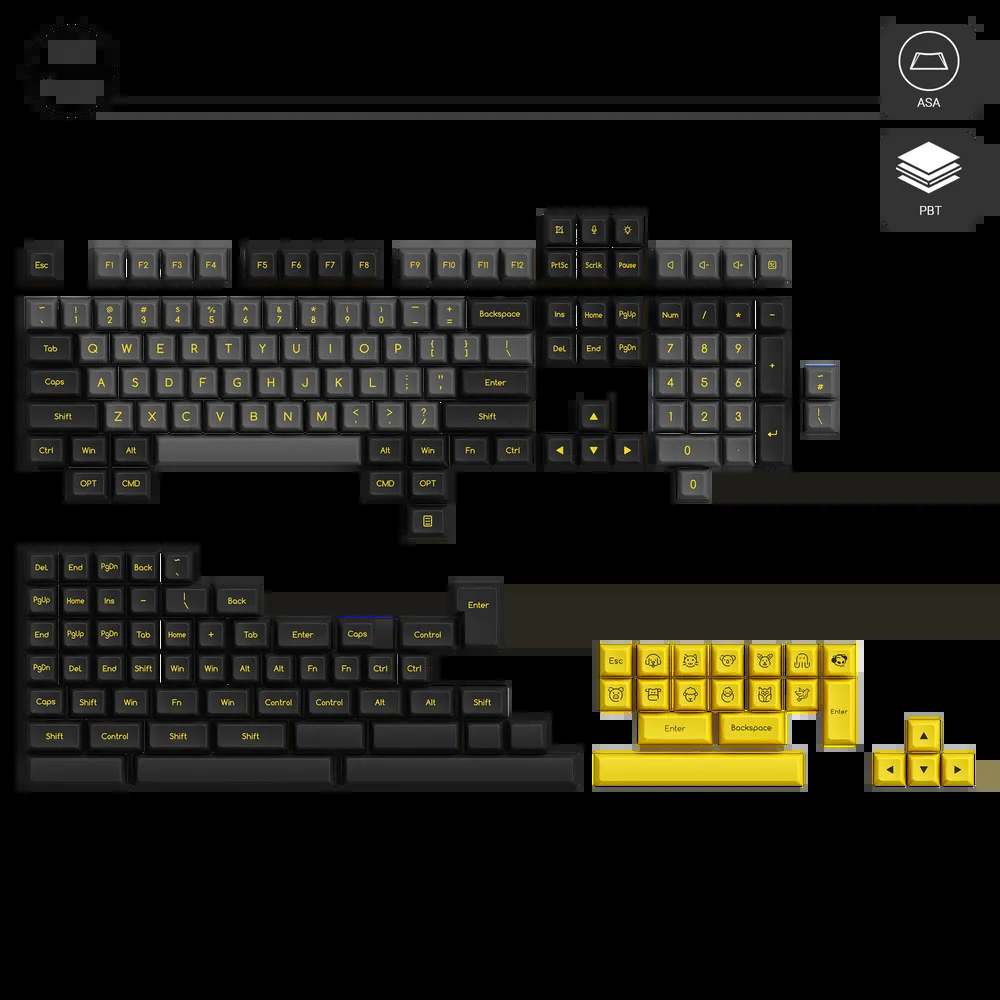 ASA
PBT
Esc F1 F2 F3 F4 F5 F6 F7 F8 F9 F10 F11 F12 PrtSc Scrlk Pause
~ ! @ # $ % ^ & * ( ) _ +
` 1 2 3 4 5 6 7 8 9 0 - = Backspace Ins Home PgUp Num / * -
Tab Q W E R T Y U I O P { [ } ] | \ DeL End PgDn 7 8 9 +
Caps A S D F G H J K L : ; " ' Enter 4 5 6 ~ #
Shift Z X C V B N M < , > . ? / Shift ▲ 1 2 3 ↵ | \
Ctrl Win Alt Alt Win Fn Ctrl ◀ ▼ ▶ 0 .
OPT CMD CMD OPT 0
DeL End PgDn Back ~ `
PgUp Home Ins - | \ Back Enter
End PgUp PgDn Tab Home + Tab Enter Caps Control
PgDn DeL End Shift Win Win Alt Alt Fn Fn Ctrl Ctrl
Caps Shift Win Fn Win Control Control Alt Alt Shift
Shift Control Shift Shift
Esc
Enter
Enter Backspace
▲
◀ ▼ ▶